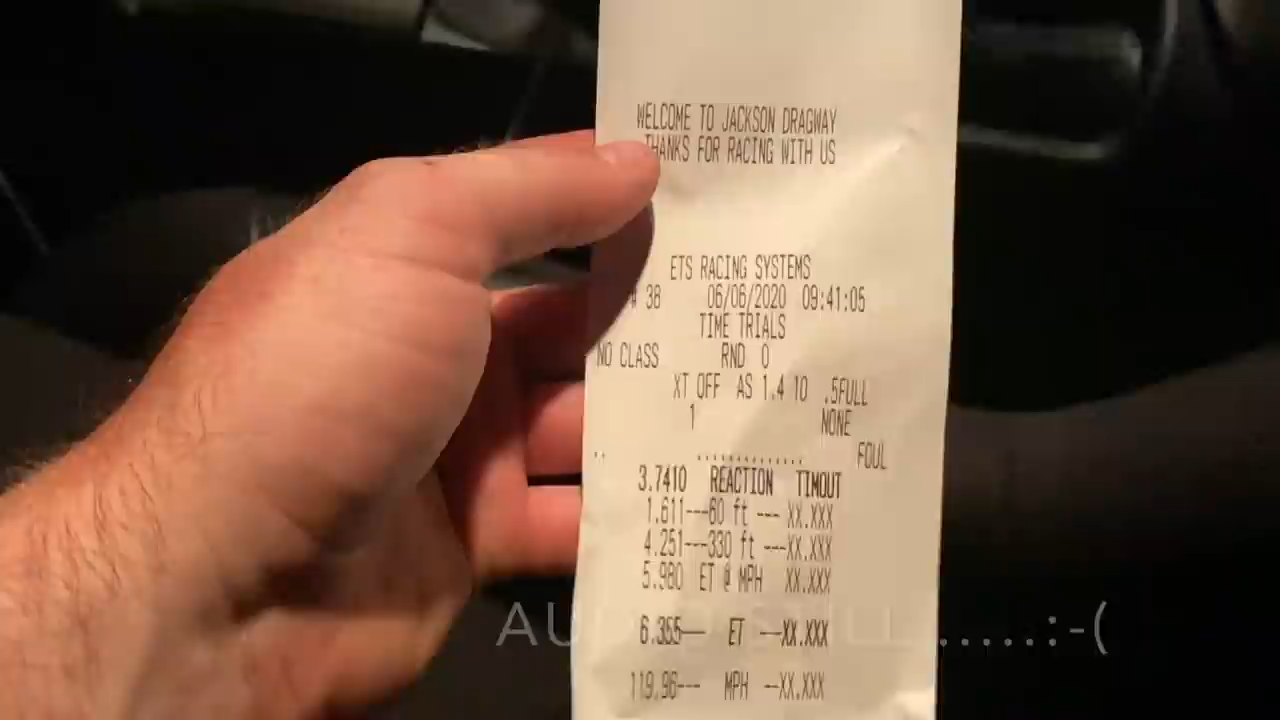 WELCOME TO JACKSON DRAGWAY
THANKS FOR RACING WITH US
ETS RACING SYSTEMS
# 38 06/06/2020 09:41:05
TIME TRIALS
NO CLASS RND 0
XT OFF AS 1.4 10 .5FULL
1 NONE
.. .............. FOUL
3.7410 REACTION TIMOUT
1.611---60 ft --- XX.XXX
4.251---330 ft ---XX.XXX
5.980 ET @ MPH XX.XXX
6.355— ET --XX.XXX
119.96--- MPH --XX.XXX
.....:-(